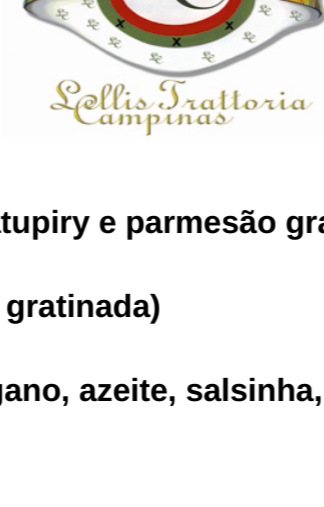 Lellis Trattoria
Campinas
tupiry e parmesão gra
gratinada)
gano, azeite, salsinha,